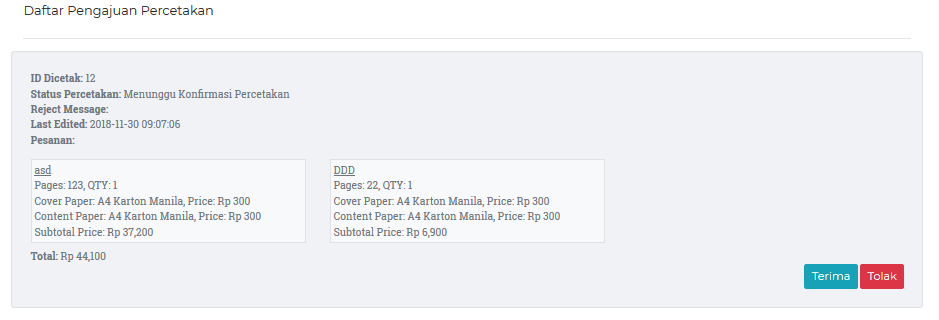 Daftar Pengajuan Percetakan
ID Dicetak: 12
Status Percetakan: Menunggu Konfirmasi Percetakan
Reject Message:
Last Edited: 2018-11-30 09:07:06
Pesanan:
asd
Pages: 123, QTY: 1
Cover Paper: A4 Karton Manila, Price: Rp 300
Content Paper: A4 Karton Manila, Price: Rp 300
Subtotal Price: Rp 37,200
DDD
Pages: 22, QTY: 1
Cover Paper: A4 Karton Manila, Price: Rp 300
Content Paper: A4 Karton Manila, Price: Rp 300
Subtotal Price: Rp 6,900
Total: Rp 44,100
Terima
Tolak